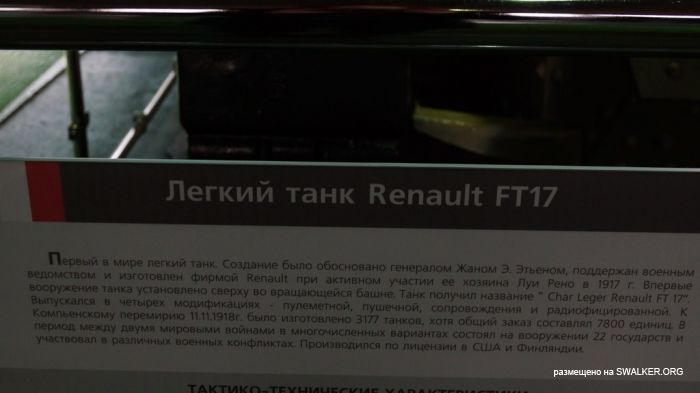 Легкий танк Renault FT17
Первый в мире легкий танк. Создание было обосновано генералом Жаном Э. Этьеном, поддержан военным
ведомством и изготовлен фирмой Renault при активном участии ее хозяина Луи Рено в 1917 г. Впервые
вооружение танка установлено сверху во вращающейся башне. Танк получил название " Char Leger Renault FT 17".
Выпускался в четырех модификациях - пулеметной, пушечной, сопровождения и радиофицированной. К
Компьенскому перемирию 11.11.1918г. было изготовлено 3177 танков, хотя общий заказ составлял 7800 единиц. В
период между двумя мировыми войнами в многочисленных вариантах состоял на вооружении 22 государств и
участвовал в различных военных конфликтах. Производился по лицензии в США и Финляндии.
ТАКТИКО-ТЕХНИЧЕСКИЕ ХАРАКТЕРИСТИКИ
размещено на SWALKER.ORG